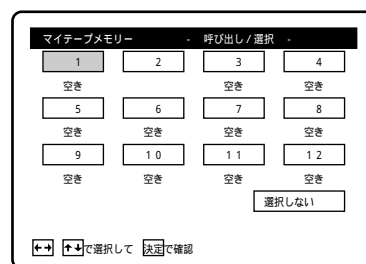 マイテープメモリー - 呼び出し / 選択 -
1 2 3 4
空き 空き 空き 空き
5 6 7 8
空き 空き 空き 空き
9 10 11 12
空き 空き 空き 空き
選択しない
←→ ↑↓で選択して 決定で確認